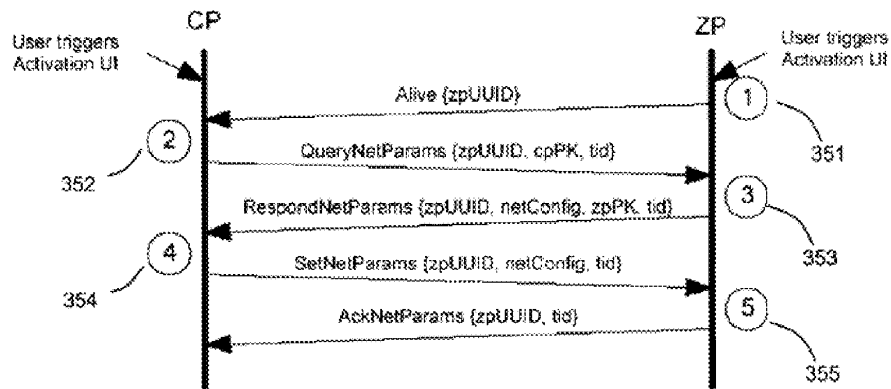 CP
ZP
User triggers
Activation UI
User triggers
Activation UI
Alive {zpUUID}
1
351
2
352
QueryNetParams {zpUUID, cpPK, tid}
3
353
RespondNetParams {zpUUID, netConfig, zpPK, tid}
4
354
SetNetParams {zpUUID, netConfig, tid}
5
355
AckNetParams {zpUUID, tid}